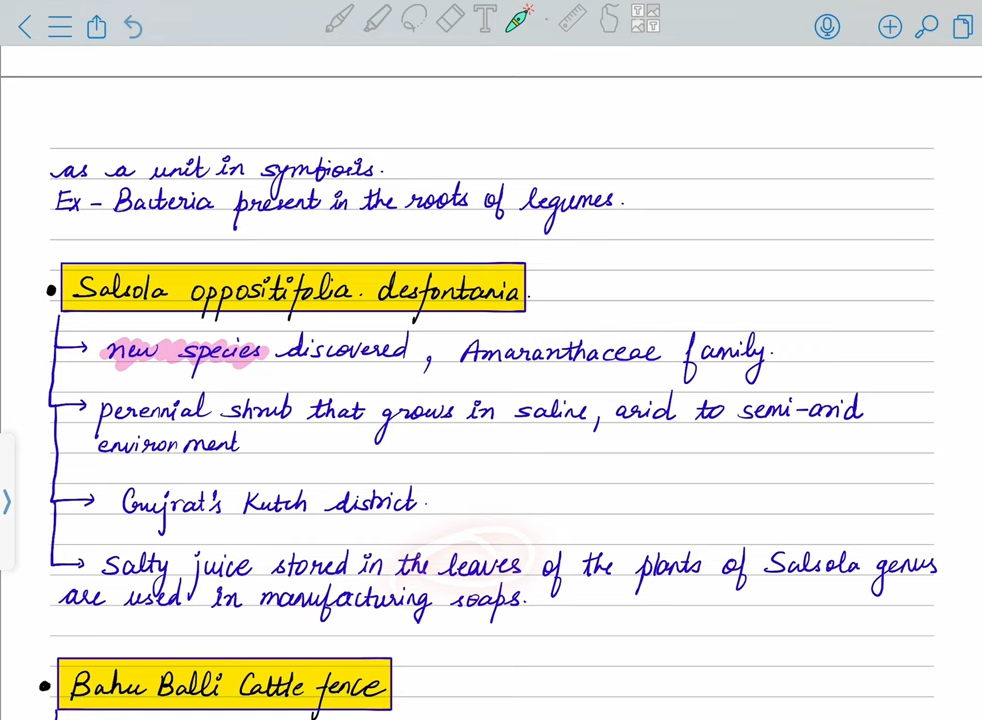 as a unit in symbiosis.
Ex - Bacteria present in the roots of legumes.
• Salsola oppositifolia. desfontania.
→ new species discovered, Amaranthaceae family.
→ perennial shrub that grows in saline, arid to semi-arid
environment
→ Gujrat's Kutch district.
→ Salty juice stored in the leaves of the plants of Salsola genus
are used in manufacturing soaps.
• Bahu Balli Cattle fence